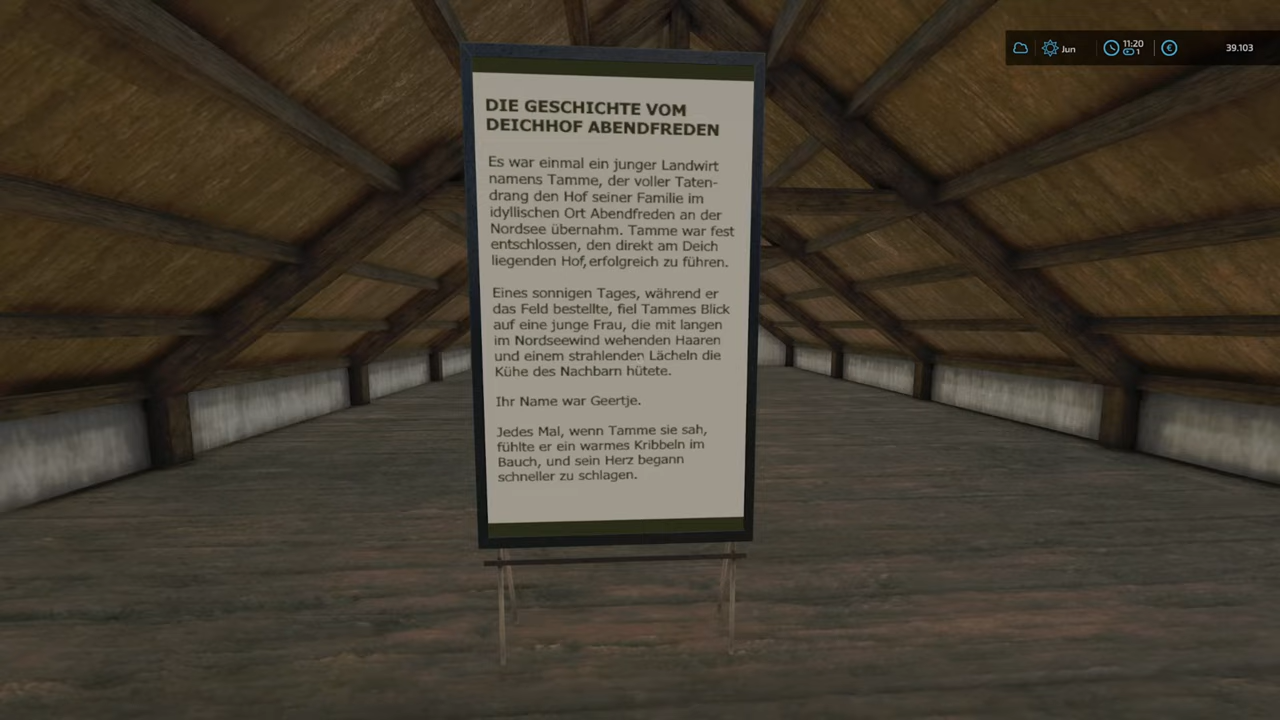 Jun
11:20
1
€
39.103
DIE GESCHICHTE VOM
DEICHHOF ABENDFREDEN
Es war einmal ein junger Landwirt
namens Tamme, der voller Taten-
drang den Hof seiner Familie im
idyllischen Ort Abendfreden an der
Nordsee übernahm. Tamme war fest
entschlossen, den direkt am Deich
liegenden Hof, erfolgreich zu führen.
Eines sonnigen Tages, während er
das Feld bestellte, fiel Tammes Blick
auf eine junge Frau, die mit langen
im Nordseewind wehenden Haaren
und einem strahlenden Lächeln die
Kühe des Nachbarn hütete.
Ihr Name war Geertje.
Jedes Mal, wenn Tamme sie sah,
fühlte er ein warmes Kribbeln im
Bauch, und sein Herz begann
schneller zu schlagen.